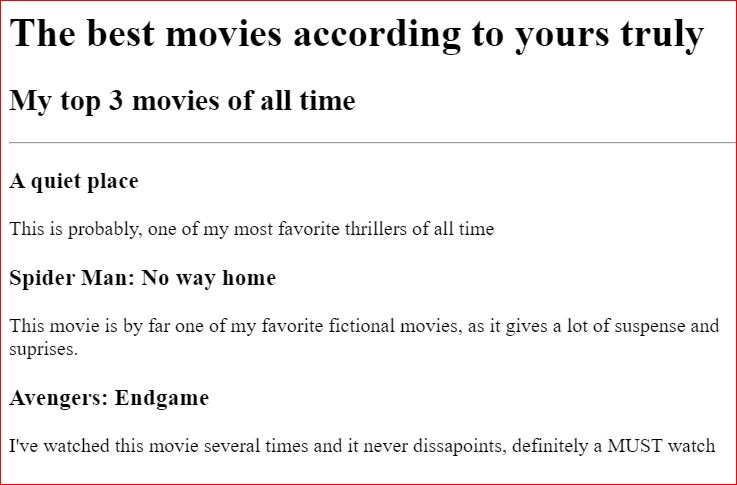 The best movies according to yours truly
My top 3 movies of all time
A quiet place
This is probably, one of my most favorite thrillers of all time
Spider Man: No way home
This movie is by far one of my favorite fictional movies, as it gives a lot of suspense and
suprises.
Avengers: Endgame
I've watched this movie several times and it never dissapoints, definitely a MUST watch